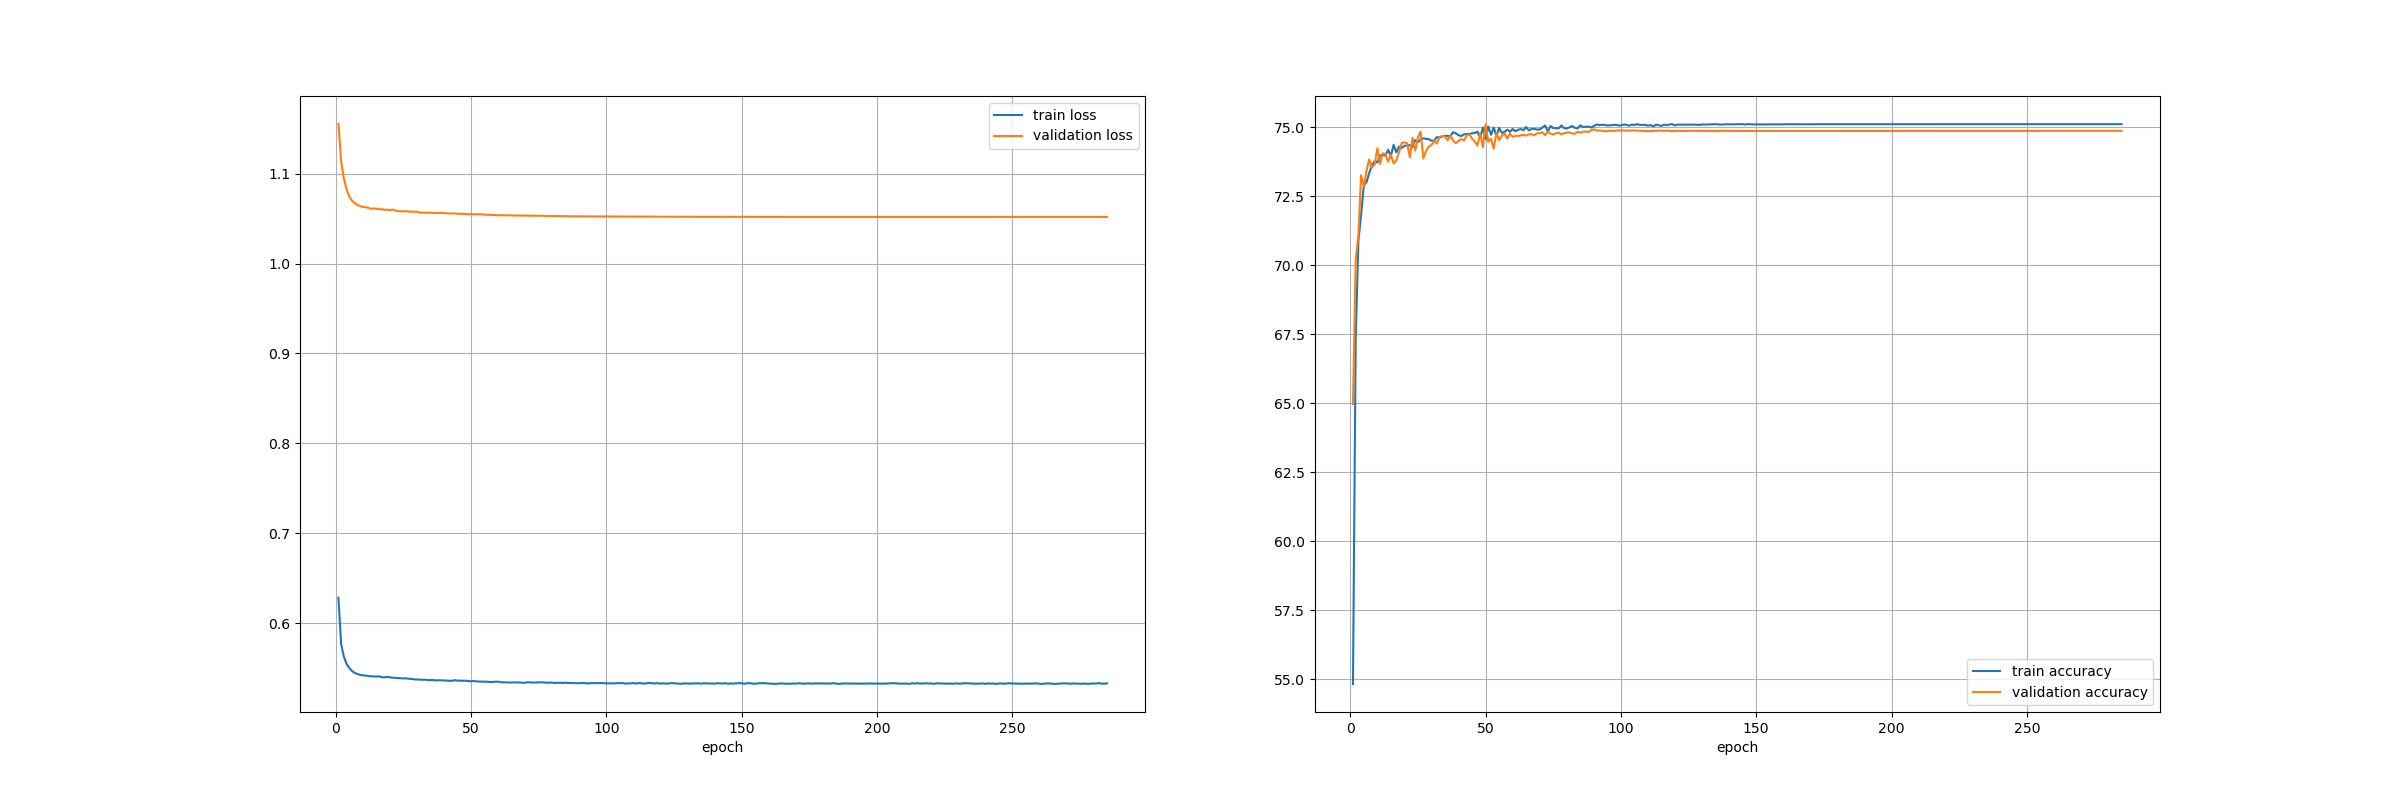 train loss
validation loss
1.1
1.0
0.9
0.8
0.7
0.6
0 50 100 150 200 250
epoch
75.0
72.5
70.0
67.5
65.0
62.5
60.0
57.5
55.0
train accuracy
validation accuracy
0 50 100 150 200 250
epoch